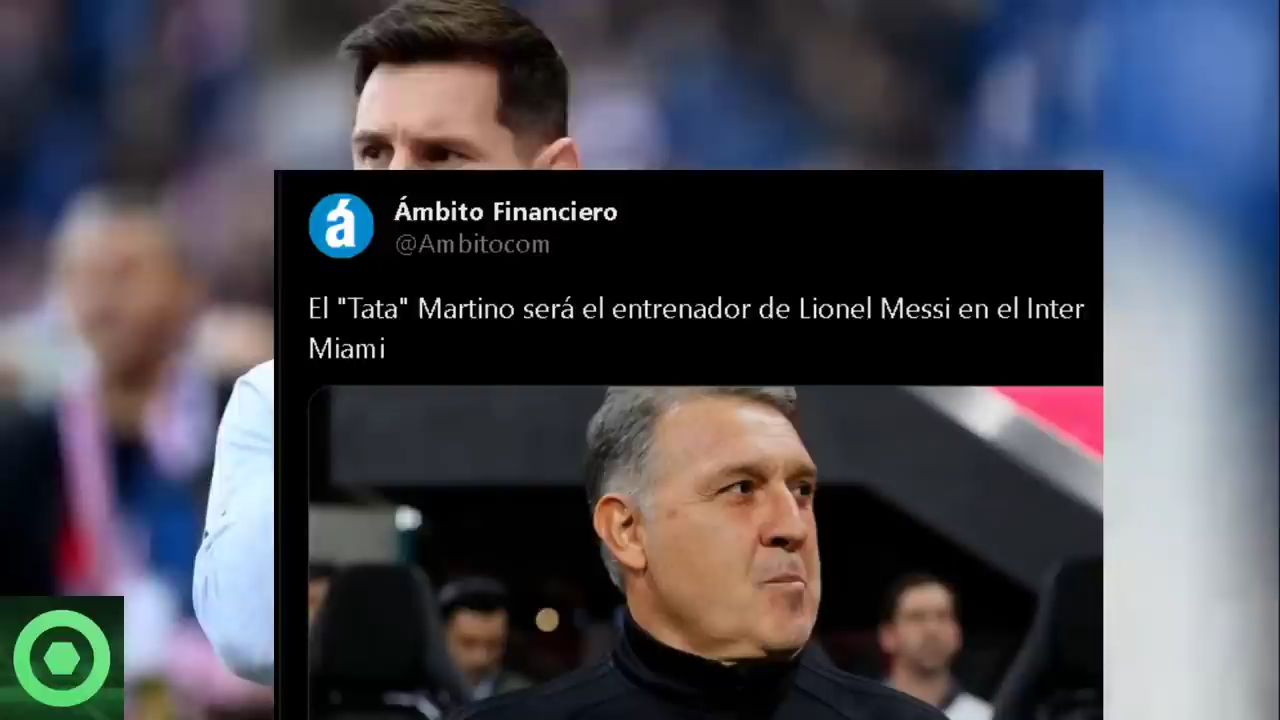 á
Ámbito Financiero
@Ambitocom
El "Tata" Martino será el entrenador de Lionel Messi en el Inter
Miami